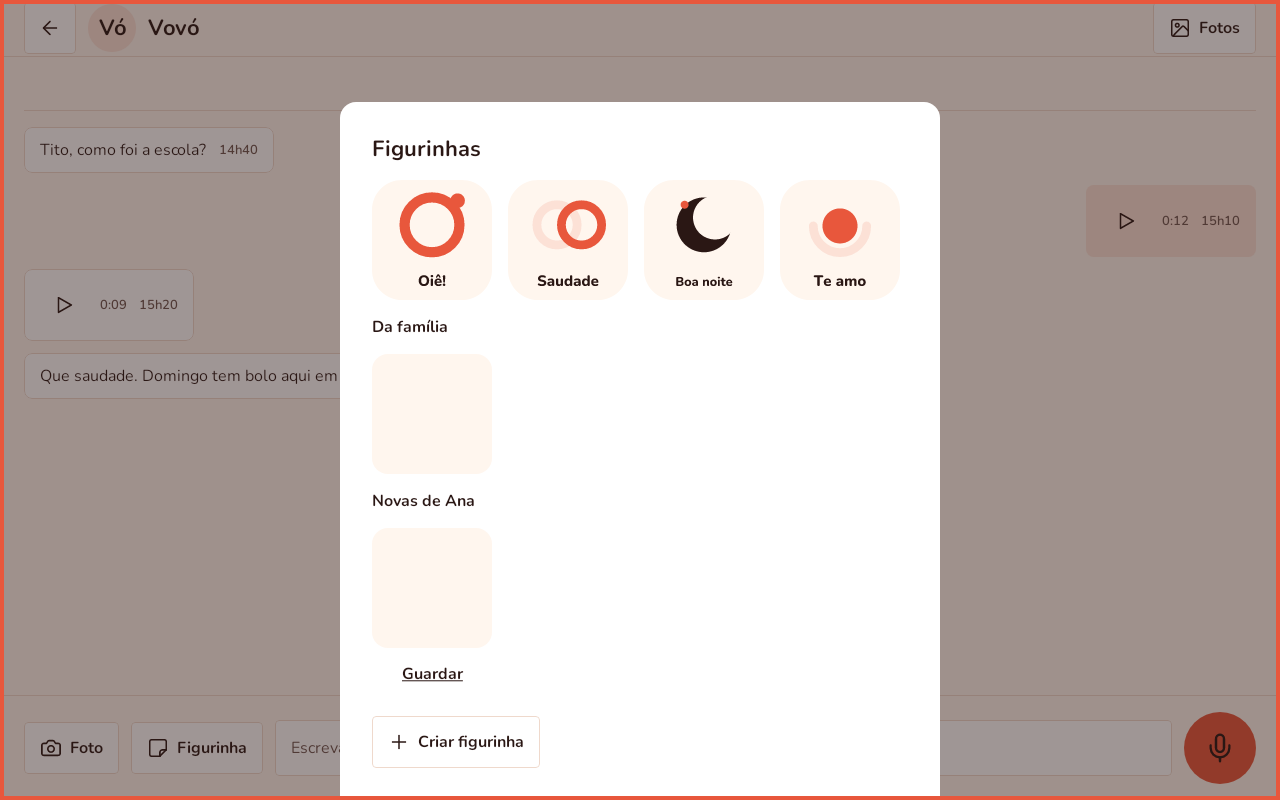 Vó Vovó
Fotos
Tito, como foi a escola? 14h40
0:12 15h10
0:09 15h20
Que saudade. Domingo tem bolo aqui em
Figurinhas
Oiê!
Saudade
Boa noite
Te amo
Da família
Novas de Ana
Guardar
Criar figurinha
Foto
Figurinha